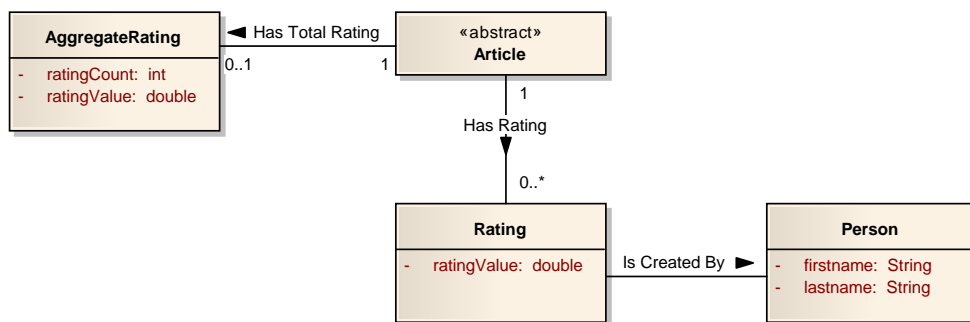 AggregateRating
- ratingCount: int
- ratingValue: double
Has Total Rating
0..1
1
«abstract»
Article
1
Has Rating
0..*
Rating
- ratingValue: double
Is Created By
Person
- firstname: String
- lastname: String